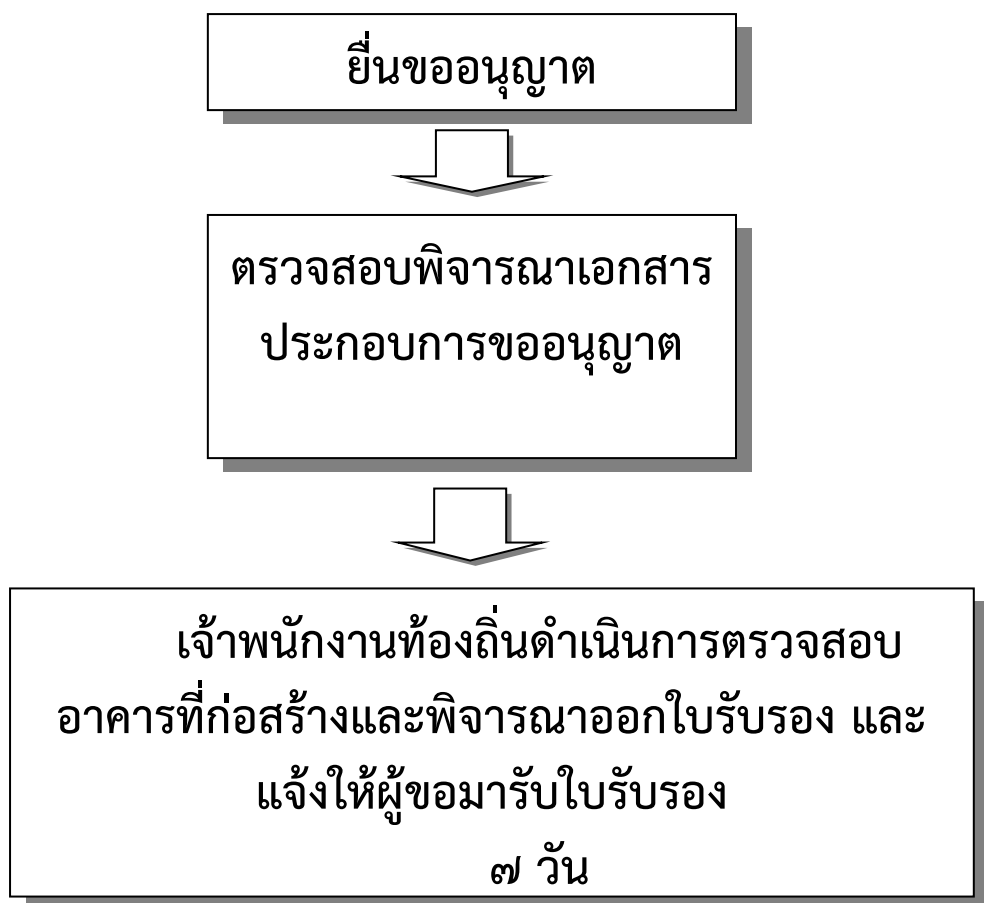 ยื่นขออนุญาต
ตรวจสอบพิจารณาเอกสาร
ประกอบการขออนุญาต
เจ้าพนักงานท้องถิ่นดำเนินการตรวจสอบ
อาคารที่ก่อสร้างและพิจารณาออกใบรับรอง และ
แจ้งให้ผู้ขอมารับใบรับรอง
๗ วัน